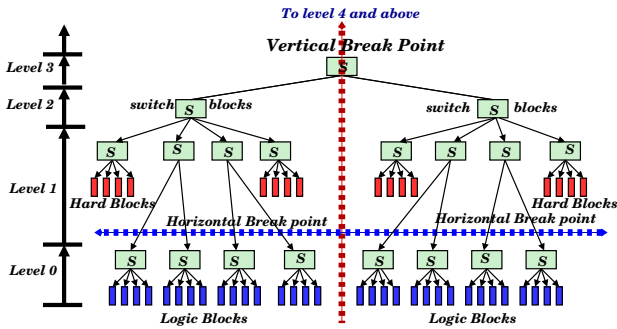 To level 4 and above
Vertical Break Point
Level 3
S
Level 2
switch S blocks
switch S blocks
S S S S
S S S S
Level 1
Hard Blocks
Hard Blocks
Horizontal Break point
Horizontal Break point
Level 0
S S S S
S S S S
Logic Blocks
Logic Blocks